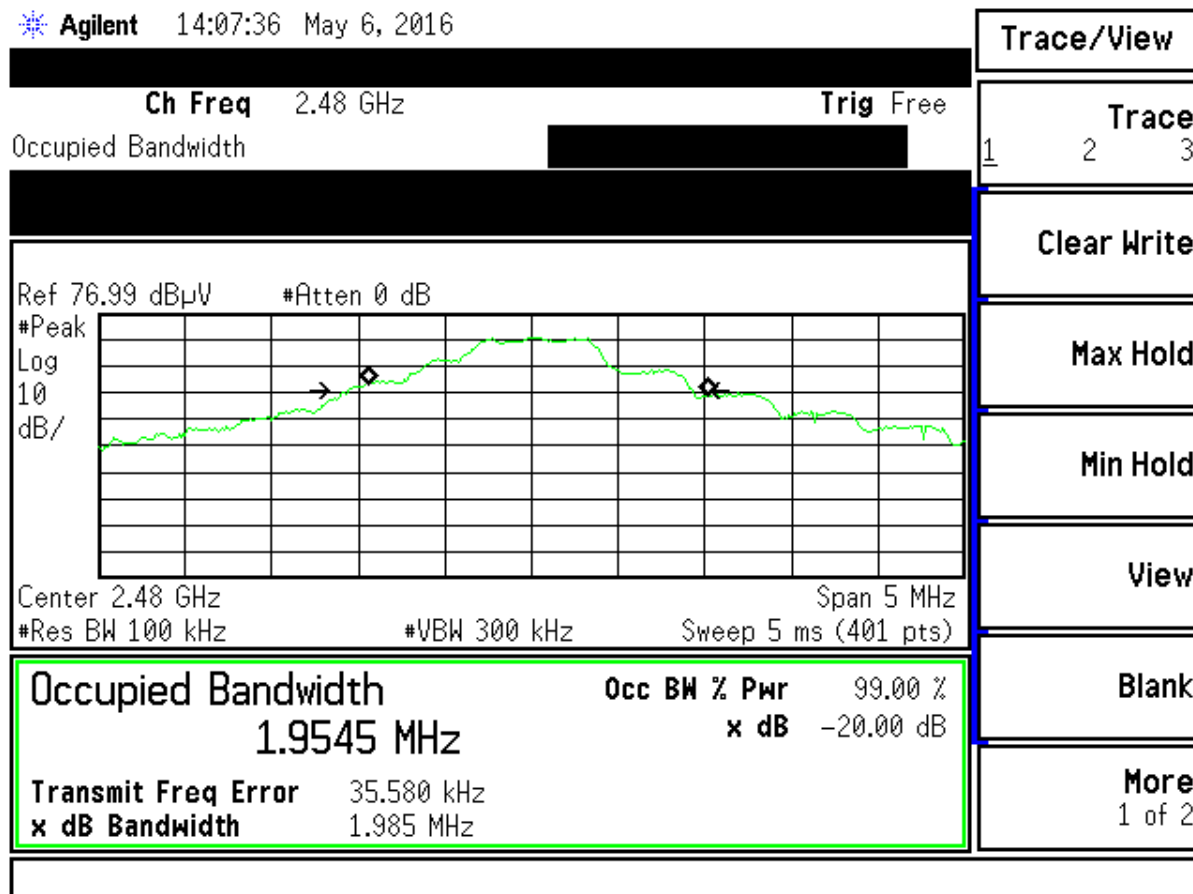 Agilent 14:07:36 May 6, 2016
Trace/View
Ch Freq 2.48 GHz Trig Free
Occupied Bandwidth
Trace
1 2 3
Clear Write
Max Hold
Min Hold
View
Blank
More
1 of 2
Ref 76.99 dBµV #Atten 0 dB
#Peak
Log
10
dB/
Center 2.48 GHz Span 5 MHz
#Res BW 100 kHz #VBW 300 kHz Sweep 5 ms (401 pts)
Occupied Bandwidth Occ BW % Pwr 99.00 %
1.9545 MHz x dB -20.00 dB
Transmit Freq Error 35.580 kHz
x dB Bandwidth 1.985 MHz